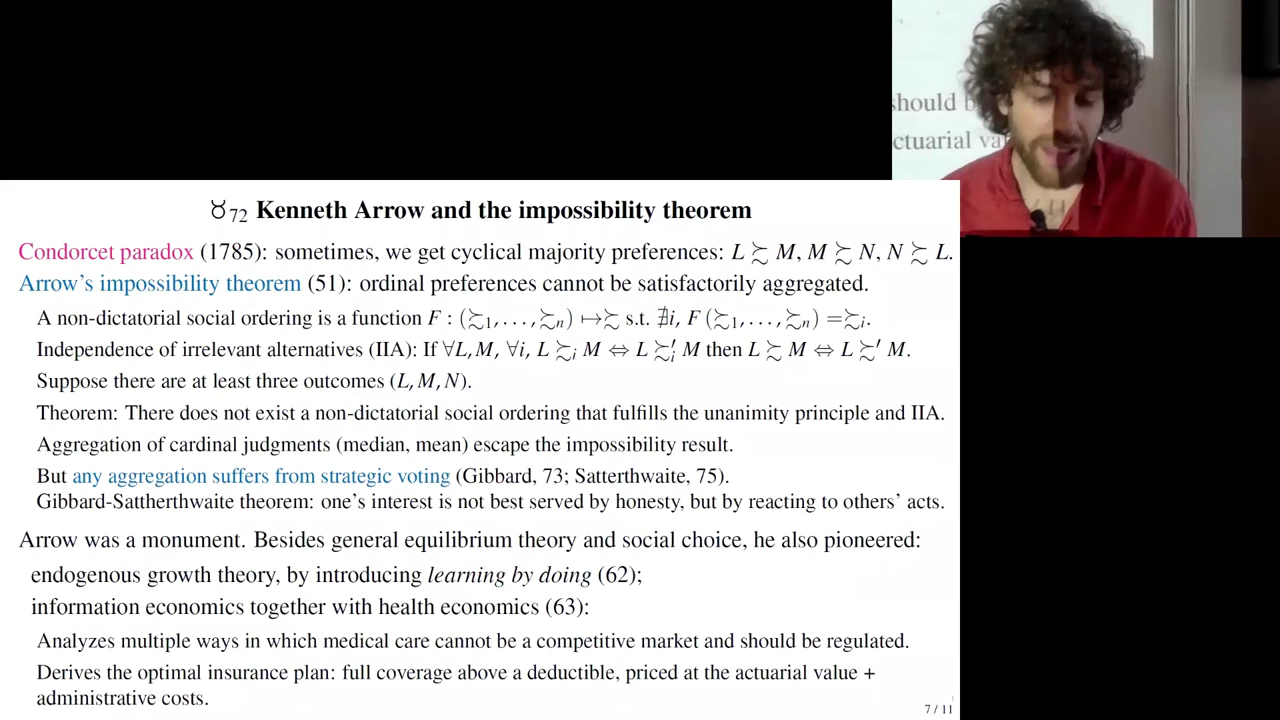 should b
ctuarial va
♉72 Kenneth Arrow and the impossibility theorem
Condorcet paradox (1785): sometimes, we get cyclical majority preferences: L ≿ M, M ≿ N, N ≿ L.
Arrow's impossibility theorem (51): ordinal preferences cannot be satisfactorily aggregated.
A non-dictatorial social ordering is a function F : (≿1, . . . , ≿n) ↦≿ s.t. ∄i, F (≿1, . . . , ≿n) =≿i.
Independence of irrelevant alternatives (IIA): If ∀L, M, ∀i, L ≿i M ⇔ L ≿′i M then L ≿ M ⇔ L ≿′ M.
Suppose there are at least three outcomes (L, M, N).
Theorem: There does not exist a non-dictatorial social ordering that fulfills the unanimity principle and IIA.
Aggregation of cardinal judgments (median, mean) escape the impossibility result.
But any aggregation suffers from strategic voting (Gibbard, 73; Satterthwaite, 75).
Gibbard-Sattherthwaite theorem: one's interest is not best served by honesty, but by reacting to others' acts.
Arrow was a monument. Besides general equilibrium theory and social choice, he also pioneered:
endogenous growth theory, by introducing learning by doing (62);
information economics together with health economics (63):
Analyzes multiple ways in which medical care cannot be a competitive market and should be regulated.
Derives the optimal insurance plan: full coverage above a deductible, priced at the actuarial value +
administrative costs.
7 / 11